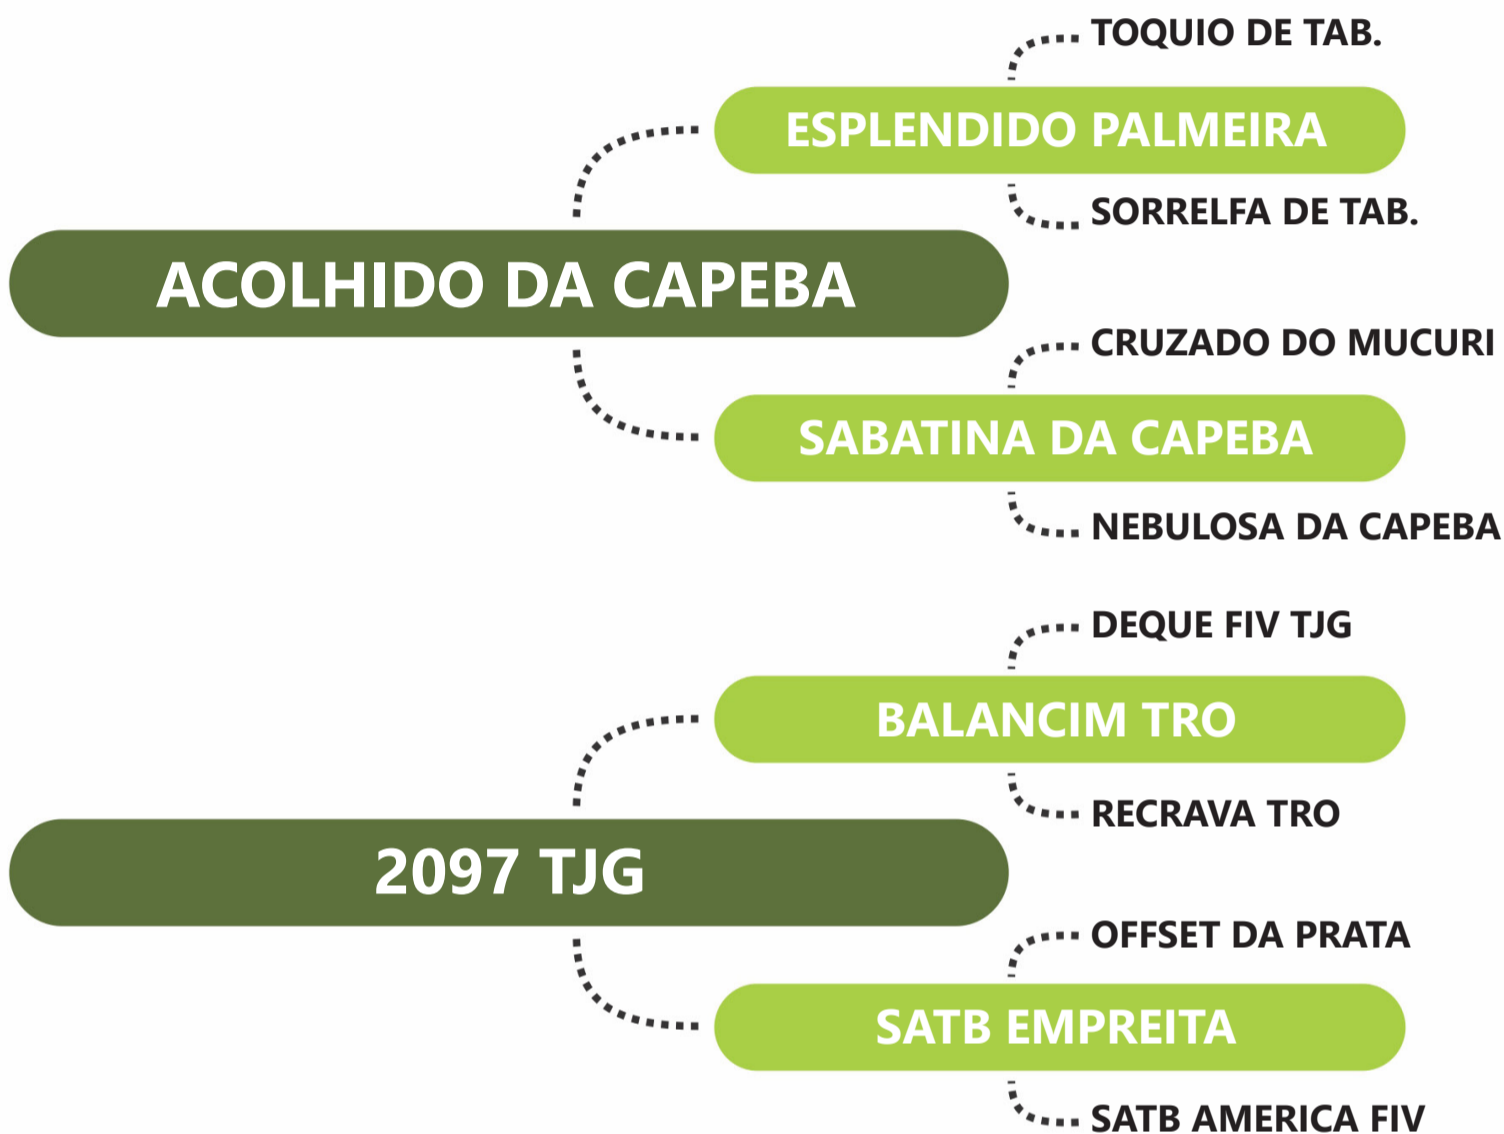 TOQUIO DE TAB.
ESPLENDIDO PALMEIRA
SORRELFA DE TAB.
ACOLHIDO DA CAPEBA
CRUZADO DO MUCURI
SABATINA DA CAPEBA
NEBULOSA DA CAPEBA
DEQUE FIV TJG
BALANCIM TRO
RECRAVA TRO
2097 TJG
OFFSET DA PRATA
SATB EMPREITA
SATB AMERICA FIV